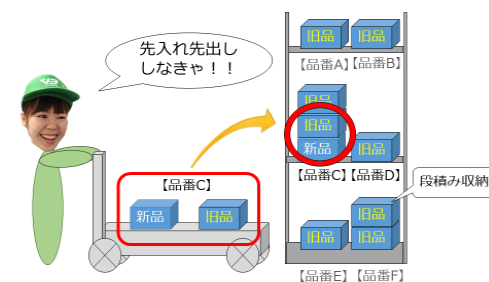 先入れ先出し
しなきゃ！！
旧品 旧品
【品番A】【品番B】
旧品
旧品
新品 旧品
【品番C】【品番D】
段積み収納
【品番C】
新品 旧品
旧品
旧品 旧品
【品番E】【品番F】